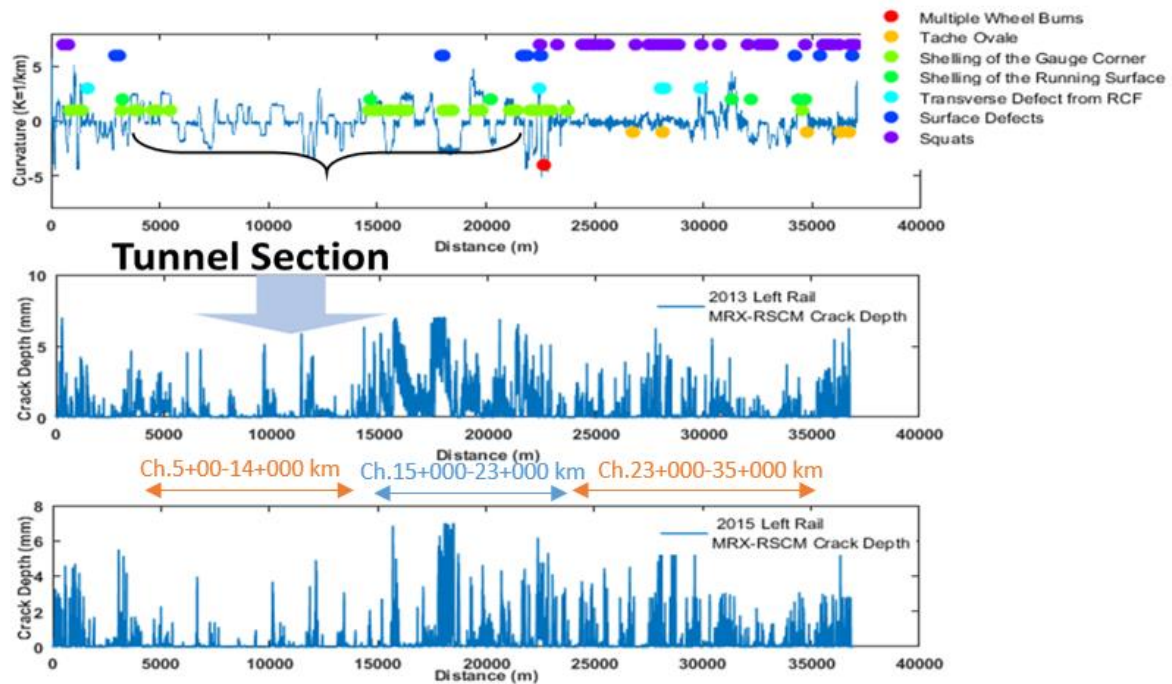 Multiple Wheel Burns
Tache Ovale
Shelling of the Gauge Corner
Shelling of the Running Surface
Transverse Defect from RCF
Surface Defects
Squats
Curvature (K=1/km)
5
0
-5
0 5000 10000 15000 20000 25000 30000 35000 40000
Distance (m)
Tunnel Section
2013 Left Rail
MRX-RSCM Crack Depth
Crack Depth (mm)
10
5
0
0 5000 10000 15000 20000 25000 30000 35000 40000
Distance (m)
Ch.5+00-14+000 km Ch.15+000-23+000 km Ch.23+000-35+000 km
2015 Left Rail
MRX-RSCM Crack Depth
Crack Depth (mm)
8
6
4
2
0
0 5000 10000 15000 20000 25000 30000 35000 40000
Distance (m)